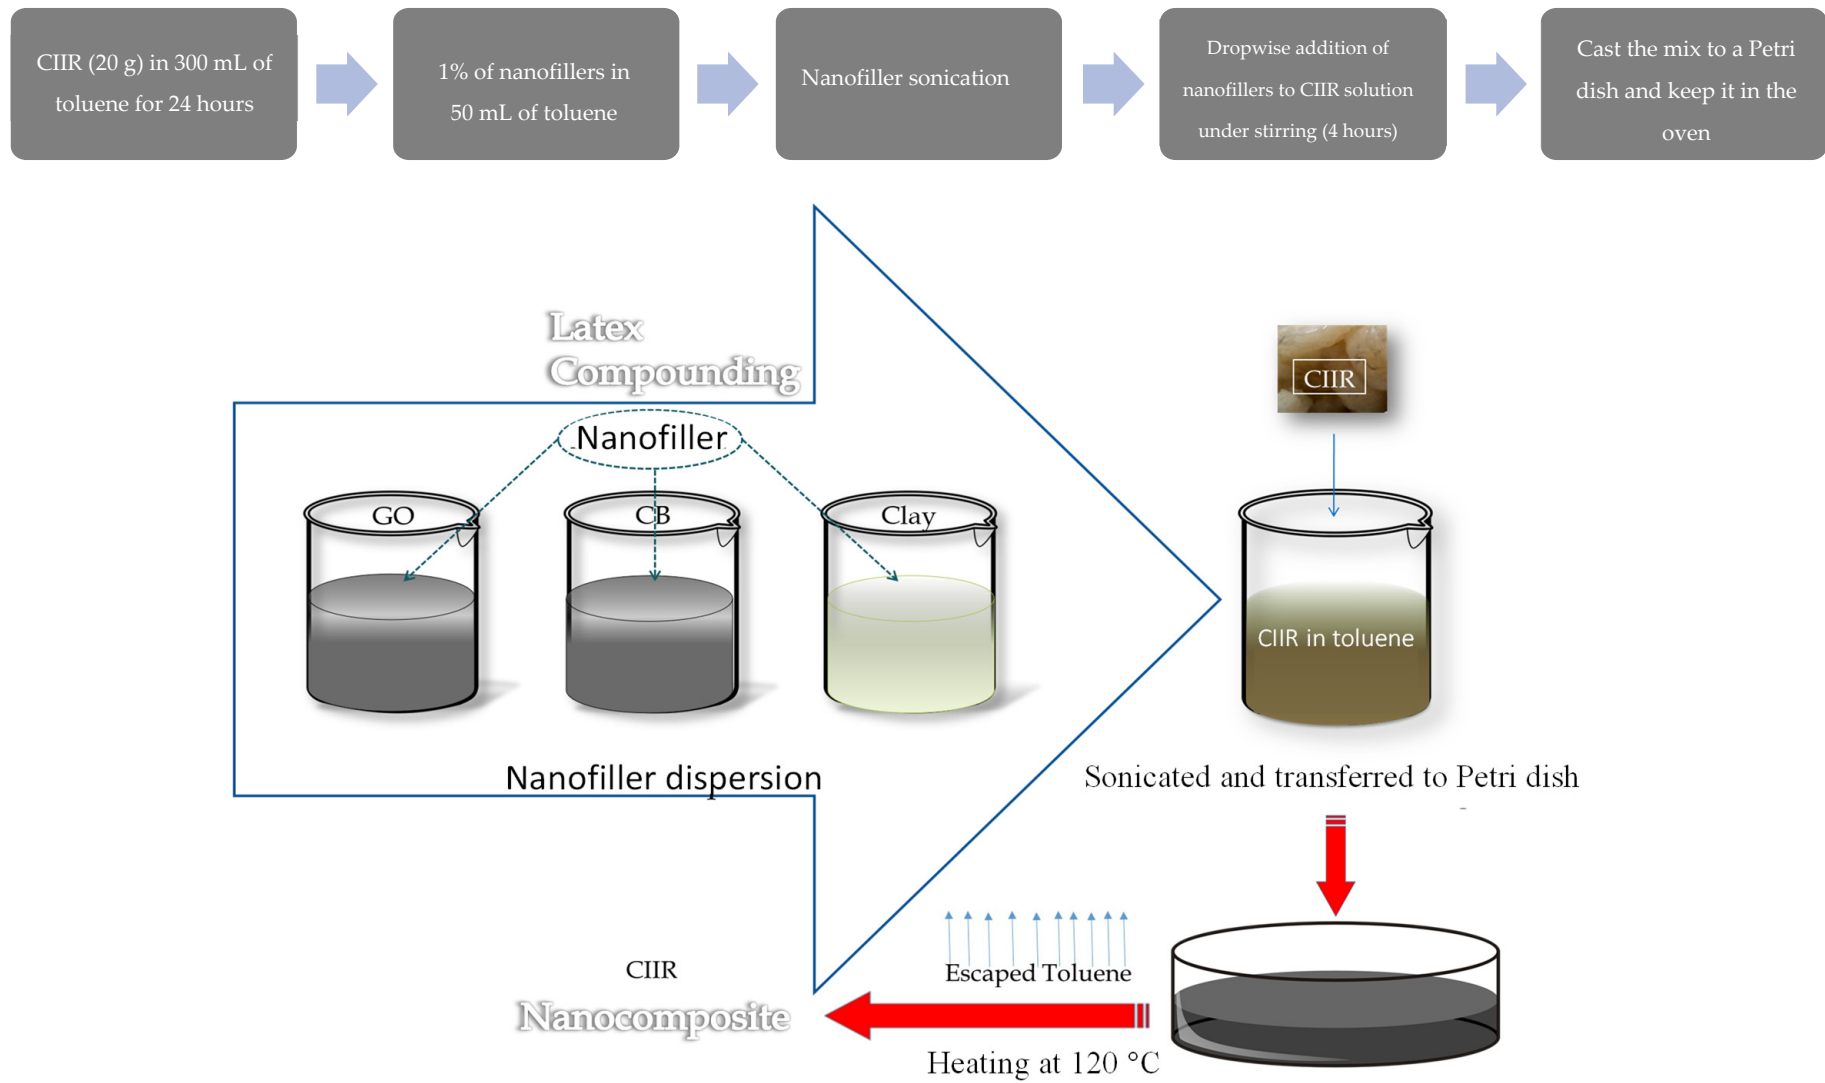 CIIR (20 g) in 300 mL of
toluene for 24 hours
1% of nanofillers in
50 mL of toluene
Nanofiller sonication
Dropwise addition of
nanofillers to CIIR solution
under stirring (4 hours)
Cast the mix to a Petri
dish and keep it in the
oven
Latex
Compounding
Nanofiller
GO
CB
Clay
Nanofiller dispersion
CIIR
CIIR in toluene
Sonicated and transferred to Petri dish
Escaped Toluene
Heating at 120 °C
CIIR
Nanocomposite